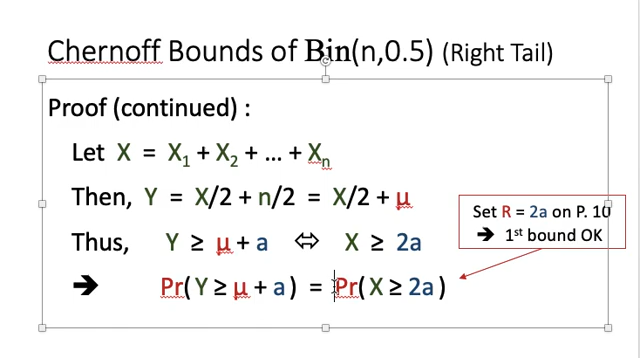 Chernoff Bounds of Bin(n,0.5) (Right Tail)
Proof (continued) :
Let X = X₁ + X₂ + … + Xₙ
Then, Y = X/2 + n/2 = X/2 + μ
Thus, Y ≥ μ + a ⇔ X ≥ 2a
➔ Pr( Y ≥ μ + a ) = Pr( X ≥ 2a )
Set R = 2a on P. 10
➔ 1st bound OK